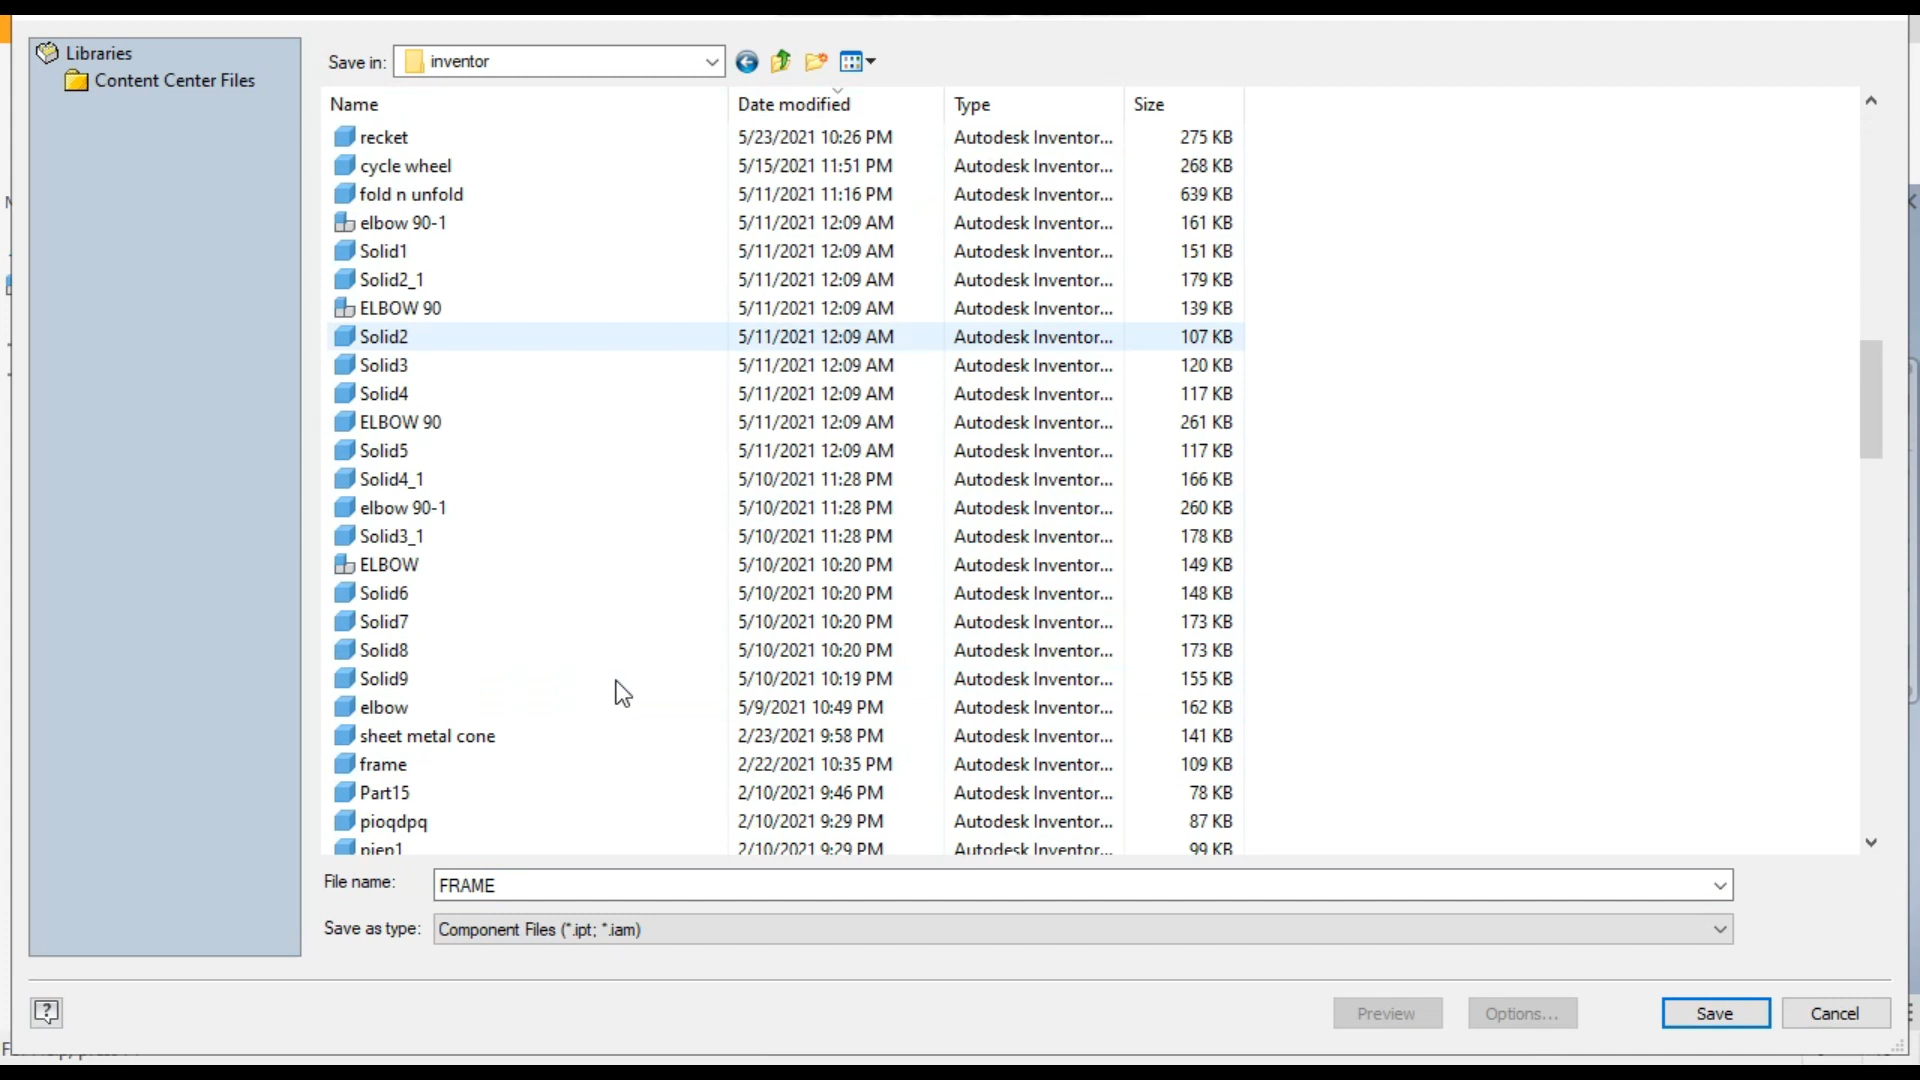 Libraries
Content Center Files
Save in: inventor
Name Date modified Type Size
recket 5/23/2021 10:26 PM Autodesk Inventor... 275 KB
cycle wheel 5/15/2021 11:51 PM Autodesk Inventor... 268 KB
fold n unfold 5/11/2021 11:16 PM Autodesk Inventor... 639 KB
elbow 90-1 5/11/2021 12:09 AM Autodesk Inventor... 161 KB
Solid1 5/11/2021 12:09 AM Autodesk Inventor... 151 KB
Solid2_1 5/11/2021 12:09 AM Autodesk Inventor... 179 KB
ELBOW 90 5/11/2021 12:09 AM Autodesk Inventor... 139 KB
Solid2 5/11/2021 12:09 AM Autodesk Inventor... 107 KB
Solid3 5/11/2021 12:09 AM Autodesk Inventor... 120 KB
Solid4 5/11/2021 12:09 AM Autodesk Inventor... 117 KB
ELBOW 90 5/11/2021 12:09 AM Autodesk Inventor... 261 KB
Solid5 5/11/2021 12:09 AM Autodesk Inventor... 117 KB
Solid4_1 5/10/2021 11:28 PM Autodesk Inventor... 166 KB
elbow 90-1 5/10/2021 11:28 PM Autodesk Inventor... 260 KB
Solid3_1 5/10/2021 11:28 PM Autodesk Inventor... 178 KB
ELBOW 5/10/2021 10:20 PM Autodesk Inventor... 149 KB
Solid6 5/10/2021 10:20 PM Autodesk Inventor... 148 KB
Solid7 5/10/2021 10:20 PM Autodesk Inventor... 173 KB
Solid8 5/10/2021 10:20 PM Autodesk Inventor... 173 KB
Solid9 5/10/2021 10:19 PM Autodesk Inventor... 155 KB
elbow 5/9/2021 10:49 PM Autodesk Inventor... 162 KB
sheet metal cone 2/23/2021 9:58 PM Autodesk Inventor... 141 KB
frame 2/22/2021 10:35 PM Autodesk Inventor... 109 KB
Part15 2/10/2021 9:46 PM Autodesk Inventor... 78 KB
pioqdpq 2/10/2021 9:29 PM Autodesk Inventor... 87 KB
2/10/2021 9:29 PM Autodesk Inventor... 99 KB
File name: FRAME
Save as type: Component Files (*.ipt; *.iam)
Preview Options... Save Cancel